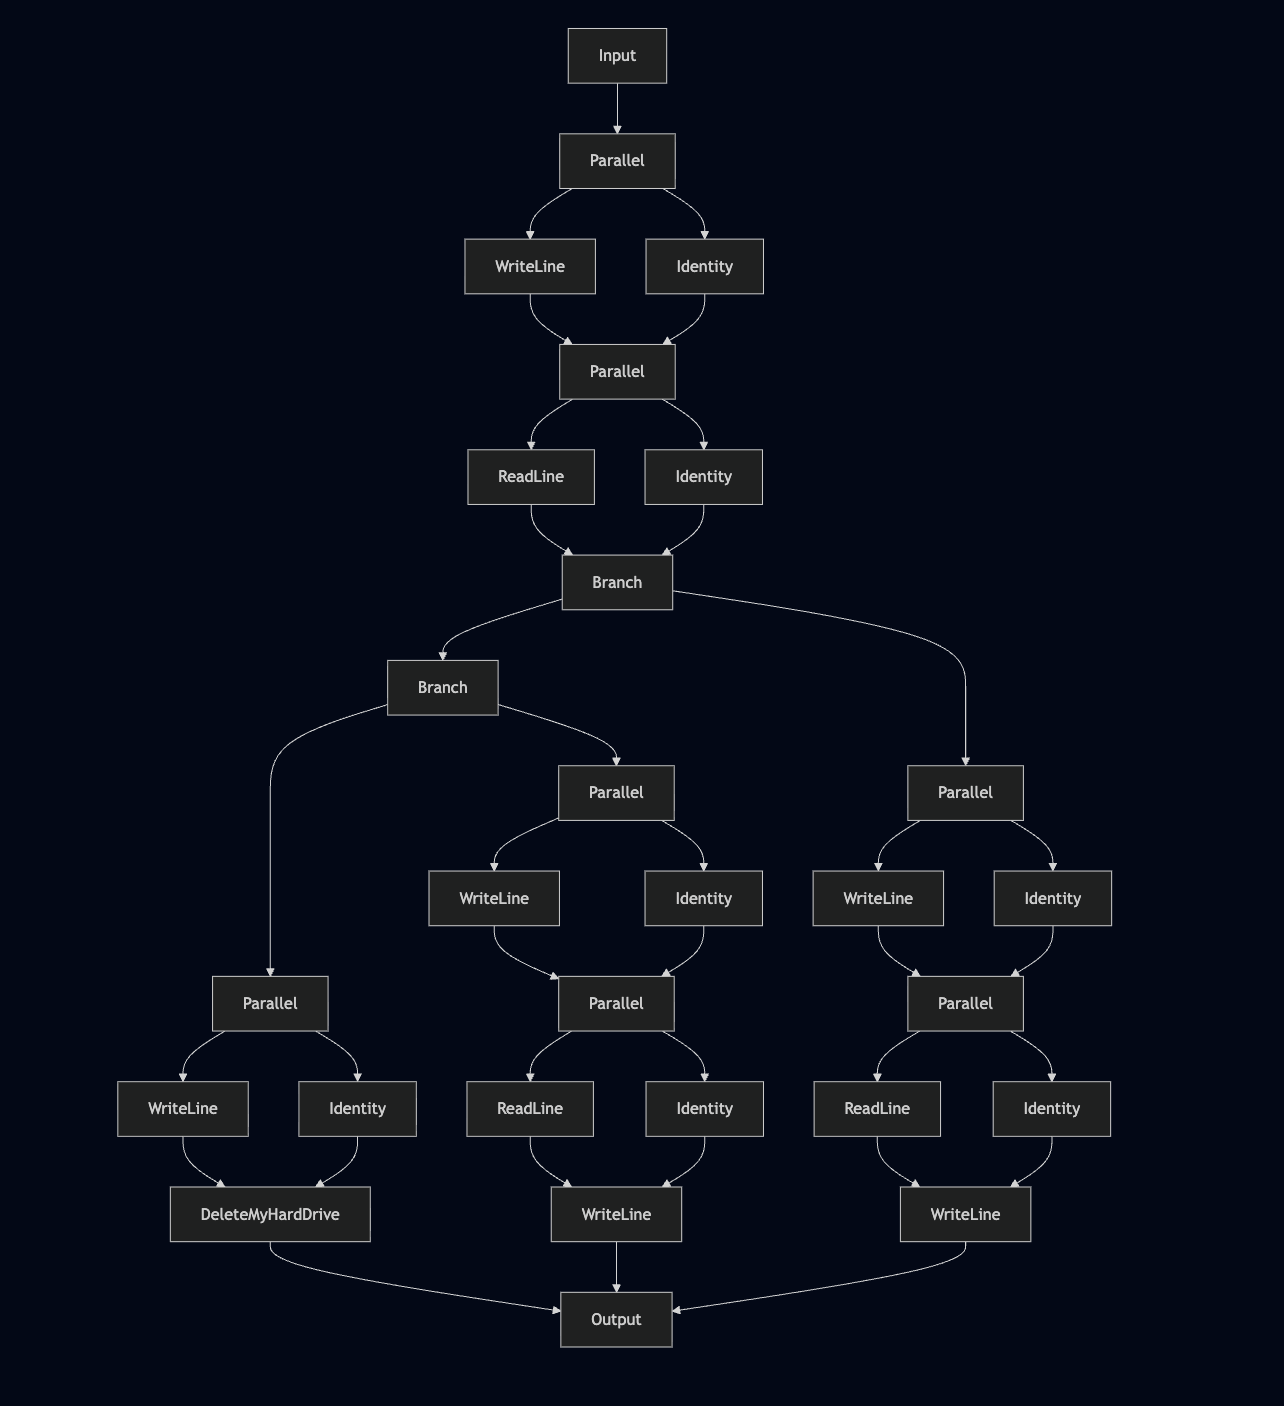 Input
Parallel
WriteLine
Identity
Parallel
ReadLine
Identity
Branch
Branch
Parallel
Parallel
WriteLine
Identity
WriteLine
Identity
Parallel
Parallel
Parallel
WriteLine
Identity
ReadLine
Identity
ReadLine
Identity
DeleteMyHardDrive
WriteLine
WriteLine
Output